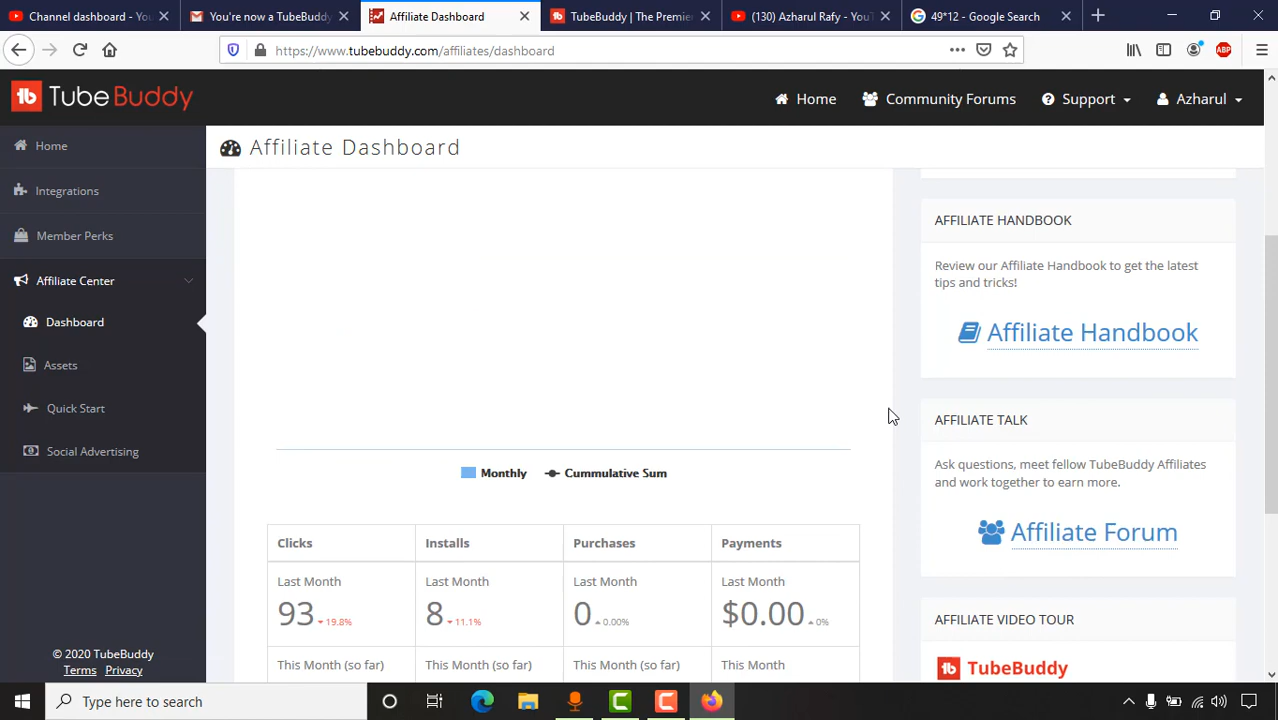 Channel dashboard - You
You're now a TubeBuddy
Affiliate Dashboard
TubeBuddy | The Premier
(130) Azharul Rafy - YouT
49*12 - Google Search
https://www.tubebuddy.com/affiliates/dashboard
ABP
tb TubeBuddy
Home
Community Forums
Support
Azharul
Home
Integrations
Member Perks
Affiliate Center
Dashboard
Assets
Quick Start
Social Advertising
© 2020 TubeBuddy
Terms Privacy
Affiliate Dashboard
Monthly Cummulative Sum
Clicks Installs Purchases Payments
Last Month Last Month Last Month Last Month
93 19.8% 8 11.1% 0 0.00% $0.00 0%
This Month (so far) This Month (so far) This Month (so far) This Month
AFFILIATE HANDBOOK
Review our Affiliate Handbook to get the latest
tips and tricks!
Affiliate Handbook
AFFILIATE TALK
Ask questions, meet fellow TubeBuddy Affiliates
and work together to earn more.
Affiliate Forum
AFFILIATE VIDEO TOUR
tb TubeBuddy
Type here to search